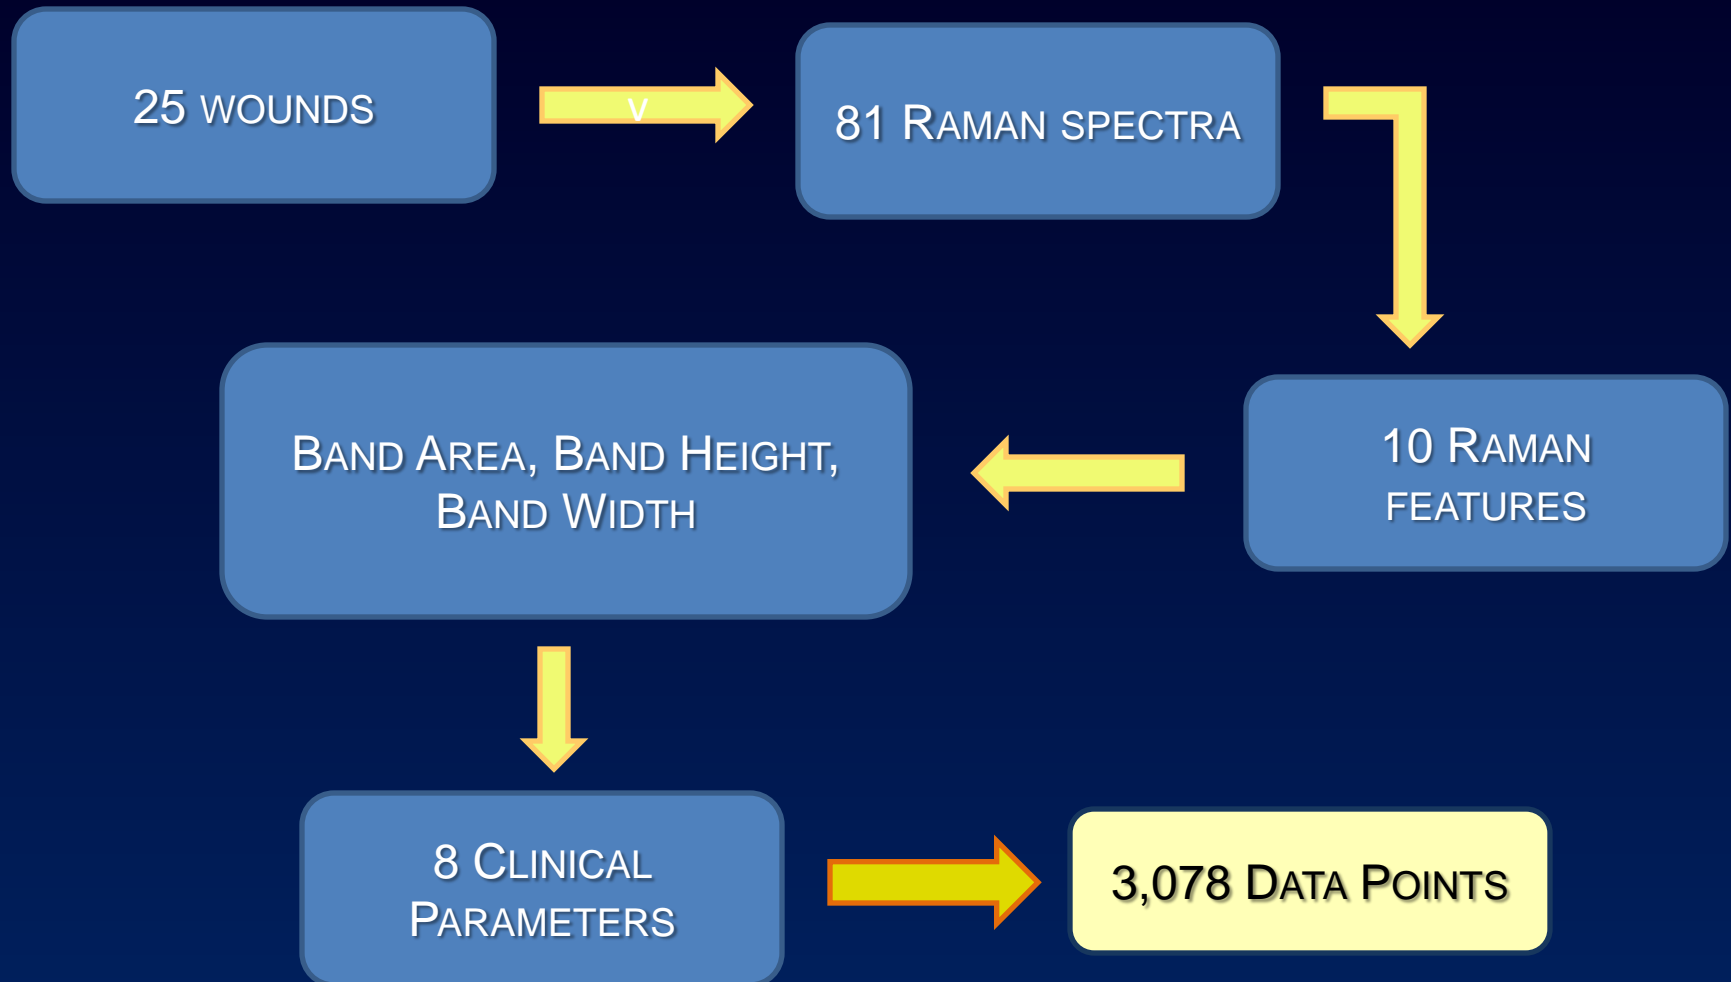 25 WOUNDS
V
81 RAMAN SPECTRA
10 RAMAN
FEATURES
BAND AREA, BAND HEIGHT,
BAND WIDTH
8 CLINICAL
PARAMETERS
3,078 DATA POINTS